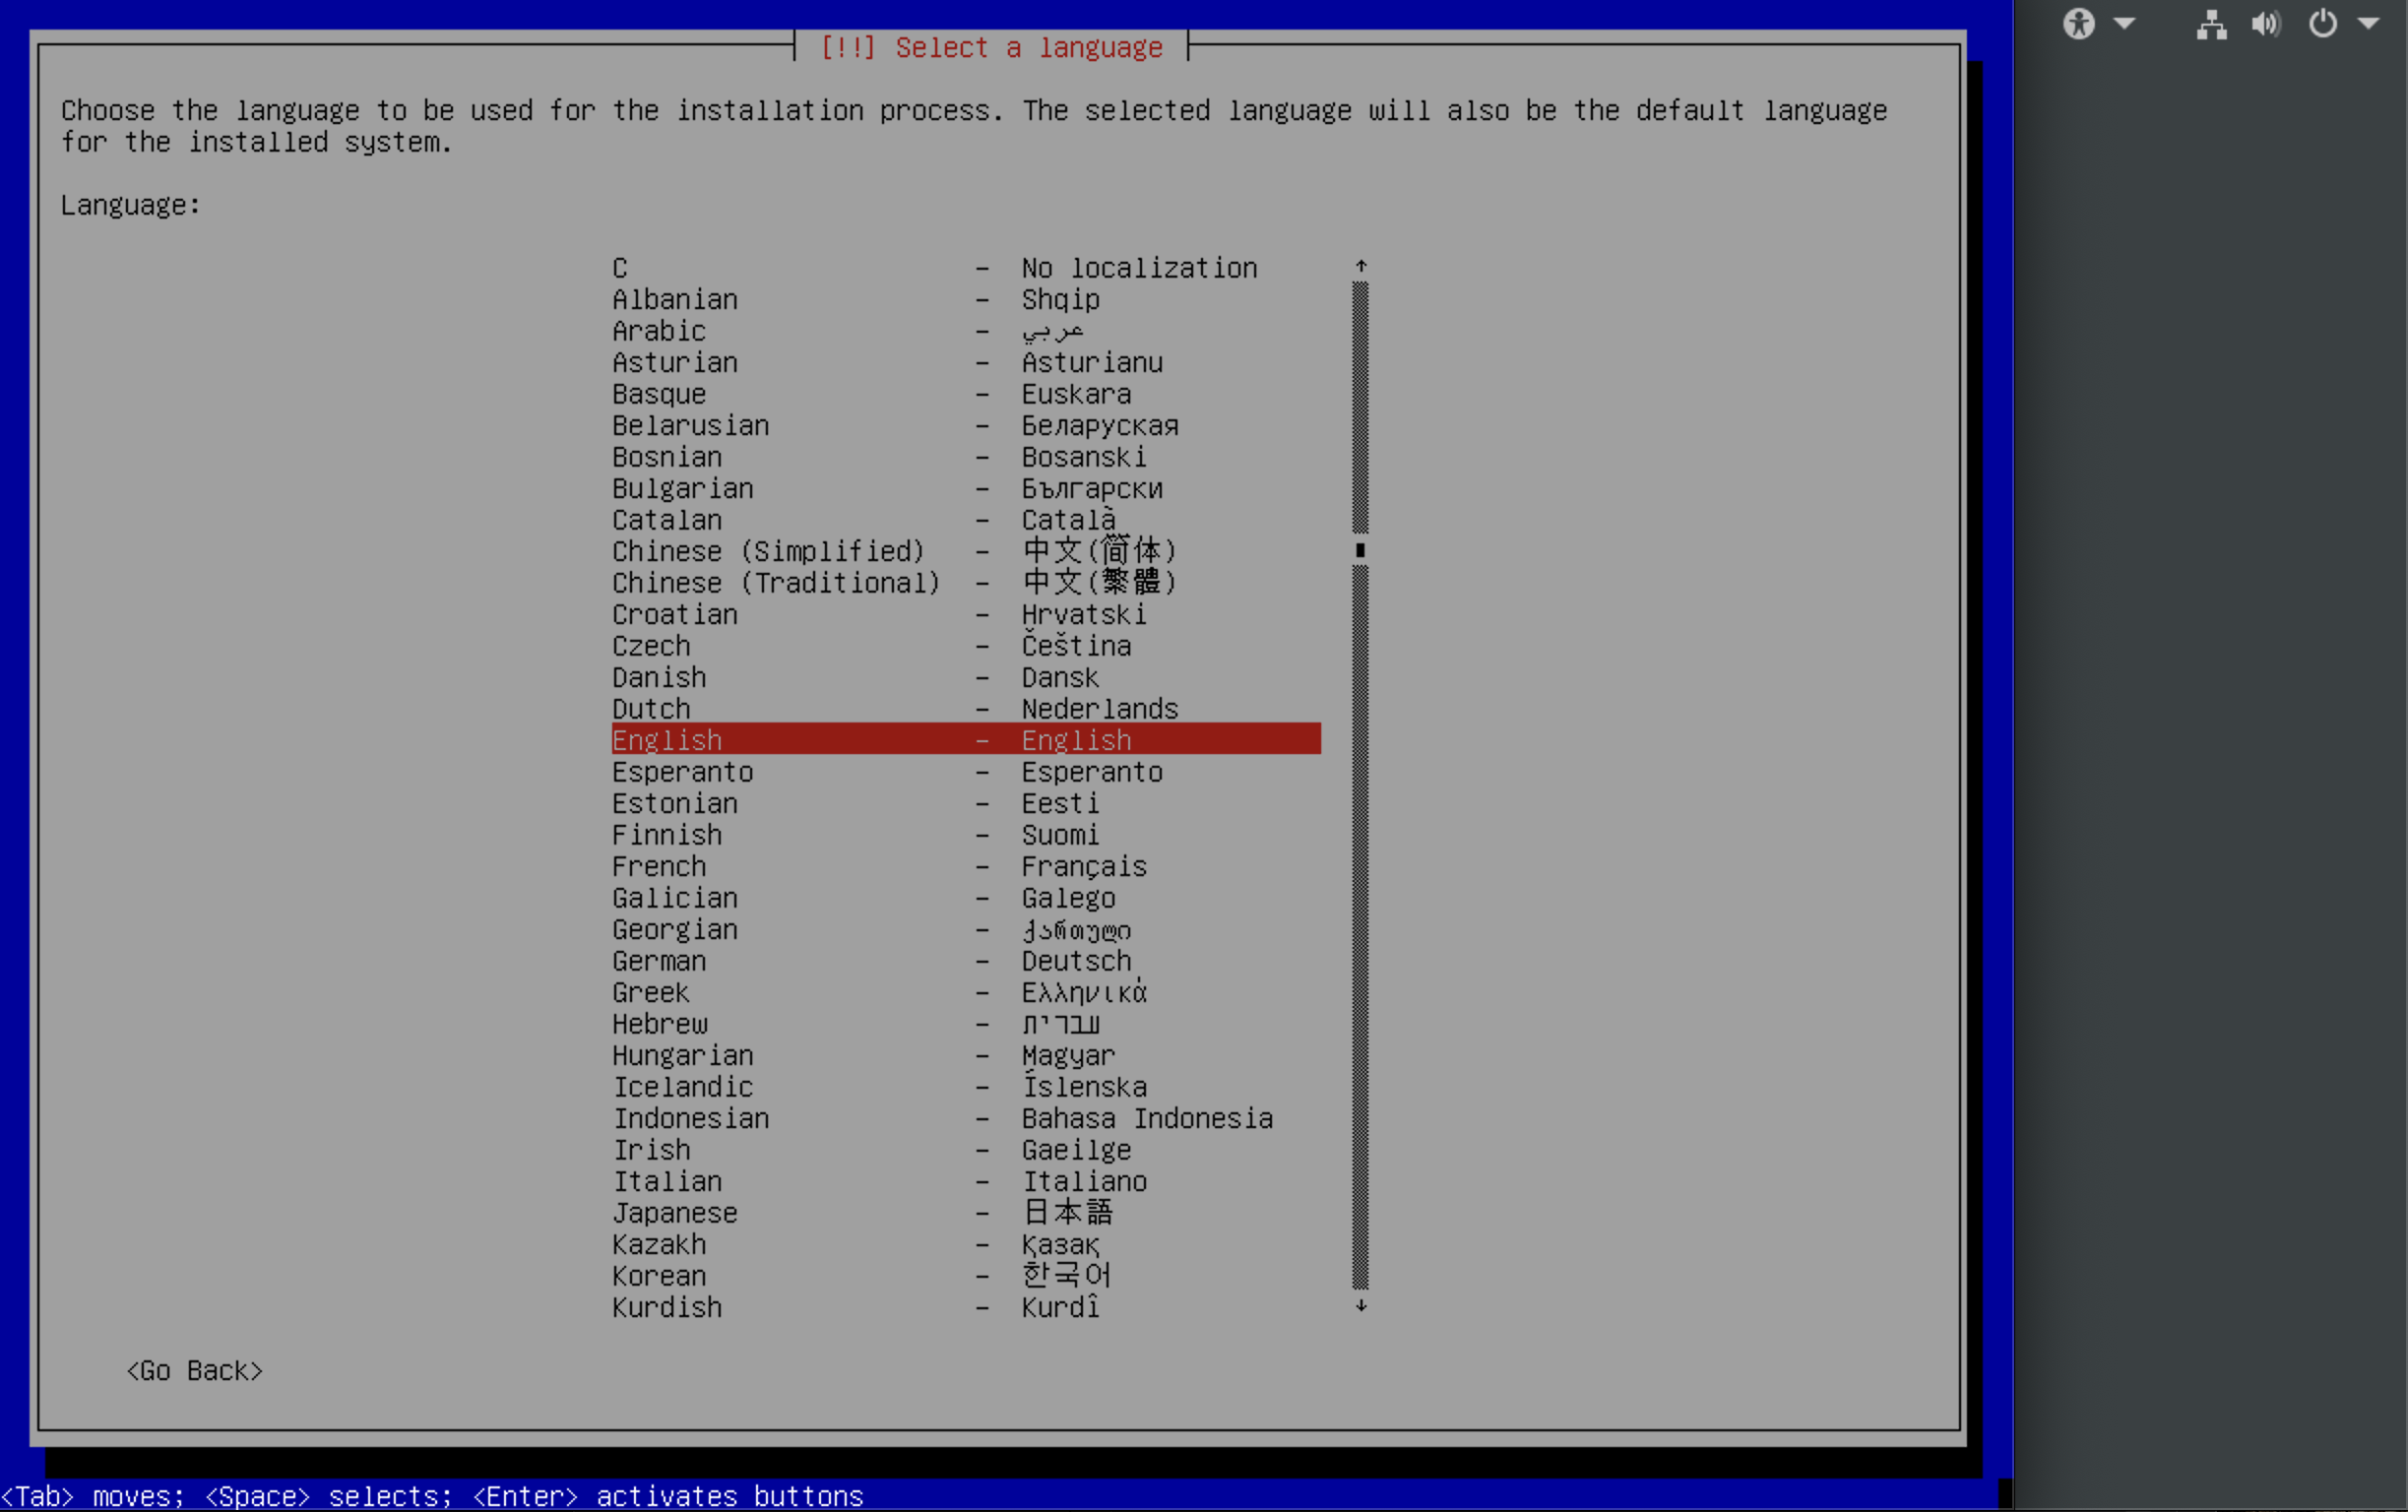 [!!] Select a language
Choose the language to be used for the installation process. The selected language will also be the default language
for the installed system.
Language:
C - No localization
Albanian - Shqip
Arabic - عربي
Asturian - Asturianu
Basque - Euskara
Belarusian - Беларуская
Bosnian - Bosanski
Bulgarian - Български
Catalan - Català
Chinese (Simplified) - 中文(简体)
Chinese (Traditional) - 中文(繁體)
Croatian - Hrvatski
Czech - Čeština
Danish - Dansk
Dutch - Nederlands
English - English
Esperanto - Esperanto
Estonian - Eesti
Finnish - Suomi
French - Français
Galician - Galego
Georgian - ქართული
German - Deutsch
Greek - Ελληνικά
Hebrew - עברית
Hungarian - Magyar
Icelandic - Íslenska
Indonesian - Bahasa Indonesia
Irish - Gaeilge
Italian - Italiano
Japanese - 日本語
Kazakh - Қазақ
Korean - 한국어
Kurdish - Kurdî
<Go Back>
<Tab> moves; <Space> selects; <Enter> activates buttons